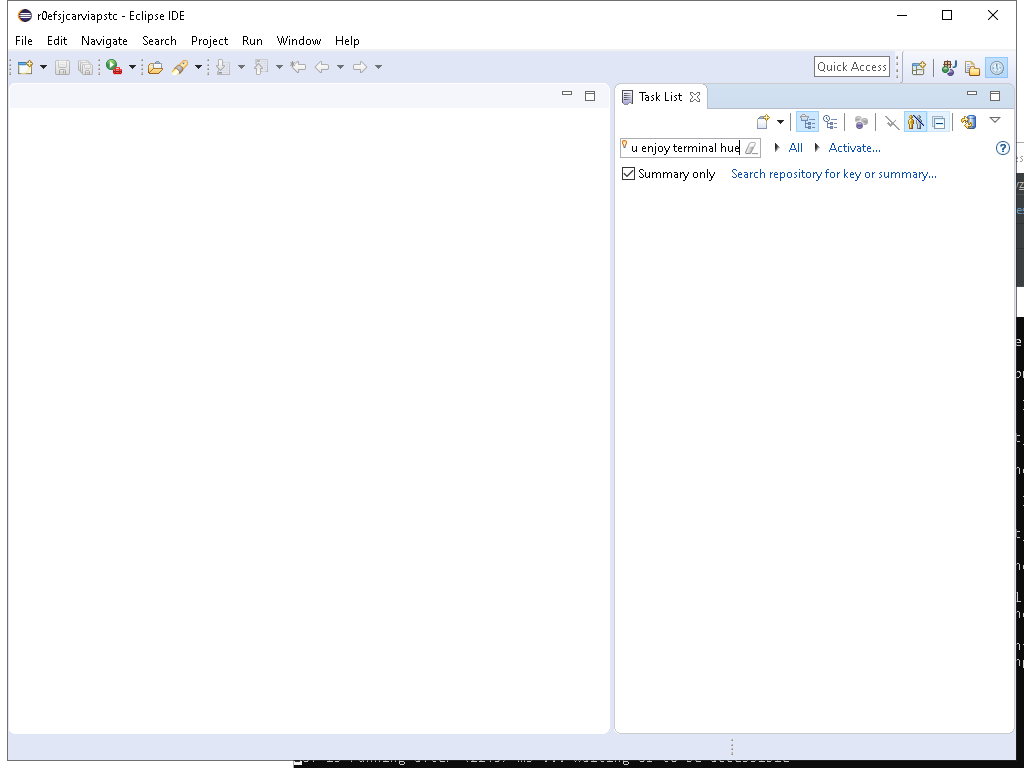 r0efsjcarviapstc - Eclipse IDE
File Edit Navigate Search Project Run Window Help
Quick Access
Task List
u enjoy terminal hue All Activate...
Summary only Search repository for key or summary...